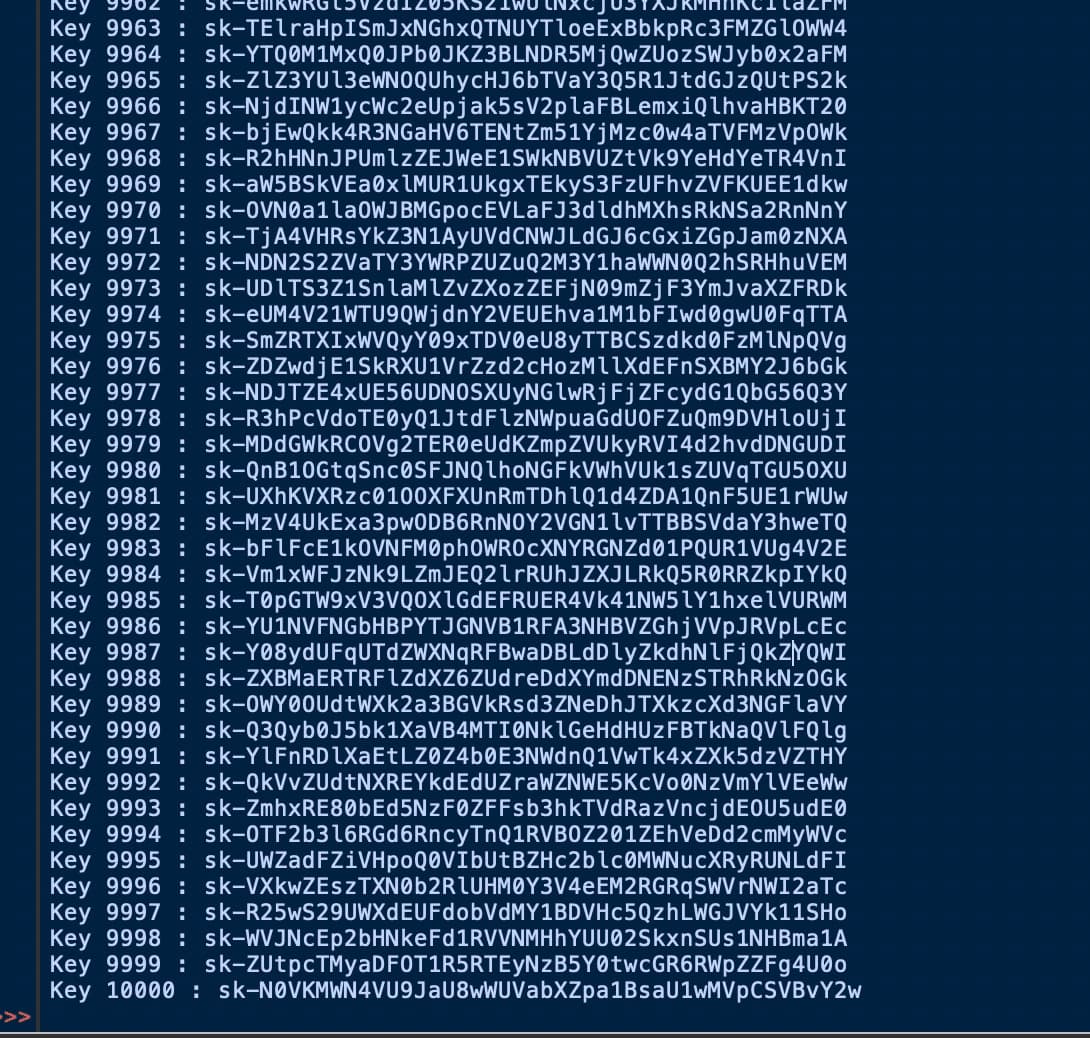 Key 9962 : sk-emkwRGl5V2d1Z05KS21wUlNxcjU3YXJkMHhKc1laZFM
Key 9963 : sk-TElraHpISmJxNGhxQTNUYTloeExBbkpRc3FMZGlOWW4
Key 9964 : sk-YTQ0M1MxQ0JPb0JKZ3BLNDR5MjQwZUozSWJyb0x2aFM
Key 9965 : sk-ZlZ3YUl3eWNOQUhycHJ6bTVaY3Q5R1JtdGJzQUtPS2k
Key 9966 : sk-NjdINW1ycWc2eUpjak5sV2plaFBLemxiQlhvaHBKT20
Key 9967 : sk-bjEwQkk4R3NGaHV6TENtZm51YjMzc0w4aTVFMzVpOWk
Key 9968 : sk-R2hHNnJPUmlzZEJWeE1SWkNBVUZtVk9YeHdYeTR4VnI
Key 9969 : sk-aW5BSkVEa0xlMUR1UkgxTEkyS3FzUFhvZVFKUEE1dkw
Key 9970 : sk-OVN0a1laOWJBMGpocEVLaFJ3dldhMXhsRkNSa2RnNnY
Key 9971 : sk-TjA4VHRsYkZ3N1AyUVdCNWJLdGJ6cGxiZGpJam0zNXA
Key 9972 : sk-NDN2S2ZVaTY3YWRPZUZuQ2M3Y1haWWN0Q2hSRHhuVEM
Key 9973 : sk-UDlTS3Z1SnlaMlZvZXozZEFjN09mZjF3YmJvaXZFRDk
Key 9974 : sk-eUM4V21WTU9QWjdnY2VEUEhva1M1bFIwd0gwU0FqTTA
Key 9975 : sk-SmZRTXIxWVQyY09xTDV0eU8yTTBCSzdkd0FzMlNpQVg
Key 9976 : sk-ZDZwdjE1SkRXU1VrZzd2cHozMllXdEFnSXBMY2J6bGk
Key 9977 : sk-NDJTZE4xUE56UDNOSXUyNGlwRjFjZFcydG1QbG56Q3Y
Key 9978 : sk-R3hPcVdoTE0yQ1JtdFlzNWpuaGdUOFZuQm9DVHloUjI
Key 9979 : sk-MDdGWkRCOVg2TER0eUdKZmpZVUkyRVI4d2hvdDNGUDI
Key 9980 : sk-QnB1OGtqSnc0SFJNQlhoNGFkVWhVUk1sZUVqTGU5OXU
Key 9981 : sk-UXhKVXRzc01OOXFXUnRmTDhlQ1d4ZDA1QnF5UE1rWUw
Key 9982 : sk-MzV4UkExa3pwODB6RnNOY2VGN1lvTTBBSVdaY3hweTQ
Key 9983 : sk-bFlFcE1kOVNFM0phOWROcXNYRGNZd01PQUR1VUg4V2E
Key 9984 : sk-Vm1xWFJzNk9LZmJEQ2lrRUhJZXJLRkQ5R0RRZkpIYkQ
Key 9985 : sk-T0pGTW9xV3VQOXlGdEFRUER4Vk41NW5lY1hxelVURWM
Key 9986 : sk-YU1NVFNGbHBPYTJGNVB1RFA3NHBVZGhjVVpJRVpLcEc
Key 9987 : sk-Y08ydUFqUTdZWXNqRFBwaDBLdDlyZkdhNlFjQkZYQWI
Key 9988 : sk-ZXBMaERTRFlZdXZ6ZUdreDdXYmdDNENzSTRhRkNzOGk
Key 9989 : sk-OWY0OUdtWXk2a3BGVkRsd3ZNeDhJTXkzcXd3NGFlaVY
Key 9990 : sk-Q3Qyb0J5bk1XaVB4MTI0NklGeHdHUzFBTkNaQVlFQlg
Key 9991 : sk-YlFnRDlXaEtLZ0Z4b0E3NWdnQ1VwTk4xZXk5dzVZTHY
Key 9992 : sk-QkVvZUdtNXREYkdEdUZraWZNWE5KcVo0NzVmYlVEeWw
Key 9993 : sk-ZmhxRE80bEd5NzF0ZFFsb3hkTVdRazVncjdEOU5udE0
Key 9994 : sk-OTF2b3l6RGd6RncyTnQ1RVBOZ201ZEhVeDd2cmMyWVc
Key 9995 : sk-UWZadFZiVHpoQ0VIbUtBZHc2blc0MWNucXRyRUNLdFI
Key 9996 : sk-VXkwZEszTXN0b2RlUHM0Y3V4eEM2RGRqSWVrNWI2aTc
Key 9997 : sk-R25wS29UWXdEUFdobVdMY1BDVHc5QzhLWGJVYk11SHo
Key 9998 : sk-WVJNcEp2bHNkeFd1RVVNMHhYUU02SkxnSUs1NHBma1A
Key 9999 : sk-ZUtpcTMyaDFOT1R5RTEyNzB5Y0twcGR6RWpZZFg4U0o
Key 10000 : sk-N0VKMWN4VU9JaU8wWUVabXZpa1BsaU1wMVpCSVBvY2w
>>>